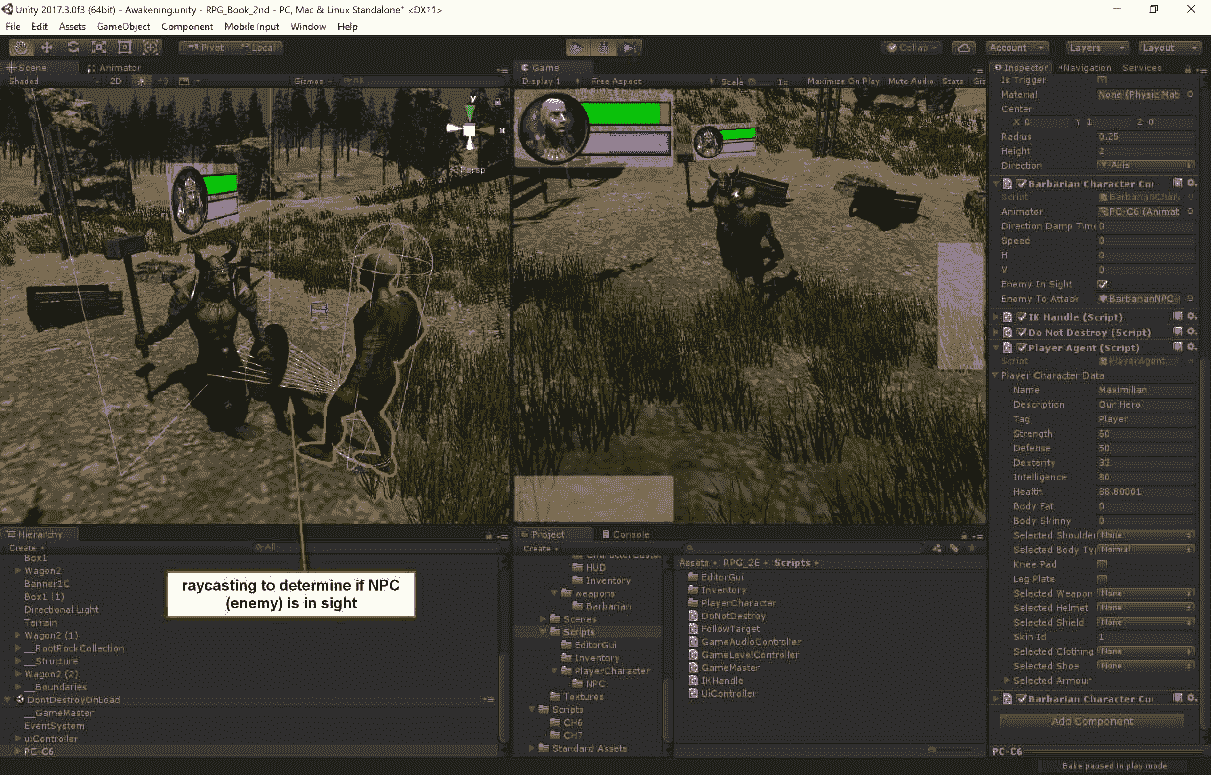 Unity 2017.3.0f3 (64bit) - Awakening.unity - RPG_Book_2nd - PC, Mac & Linux Standalone* <DX11>
File Edit Assets GameObject Component Mobile Input Window Help
Pivot Local
Collab Account Layers Layout
Scene Animator
Shaded 2D Gizmos All
y
Persp
Game
Display 1 Free Aspect Scale 1x Maximize On Play Mute Audio Stats Giz
Inspector Navigation Services
Is Trigger
Material None (Physic Mat
Center
X 0 Y 1 Z 0
Radius 0.25
Height 2
Direction Y-Axis
Barbarian Character Cu
Script
Animator PC-C6 (Animat
Direction Damp Time 0
Speed 0
H 0
V 0
Enemy In Sight
Enemy To Attack BarbarianNPC
IK Handle (Script)
Do Not Destroy (Script)
Player Agent (Script)
Script PlayerAgent
Player Character Data
Name Maximilian
Description Our Hero
Tag Player
Strength 60
Defense 50
Dexterity 33
Intelligence 80
Health 88.80001
Body Fat 0
Body Skinny 0
Selected Shoulder None
Selected Body Typ Normal
Knee Pad
Leg Plate
Selected Weapon None
Selected Helmet None
Selected Shield None
Skin Id 1
Selected Clothing None
Selected Shoe None
Selected Armour
Barbarian Character Cu
Add Component
PC-C6
Bake paused in play mode
Hierarchy
Create All
Box1
Wagon2
Banner1C
Box1 (1)
Directional Light
Terrain
Wagon2 (1)
__RootRockCollection
__Structure
Wagon2 (2)
__Boundaries
DontDestroyOnLoad
__GameMaster
EventSystem
uiController
PC-C6
raycasting to determine if NPC
(enemy) is in sight
Project Console
Create
HUD
Inventory
weapons
Barbarian
Scenes
Scripts
EditorGui
Inventory
PlayerCharacter
NPC
Textures
Scripts
CH6
CH7
Standard Assets
Assets RPG_2E Scripts
EditorGui
Inventory
PlayerCharacter
DoNotDestroy
FollowTarget
GameAudioController
GameLevelController
GameMaster
IKHandle
UiController